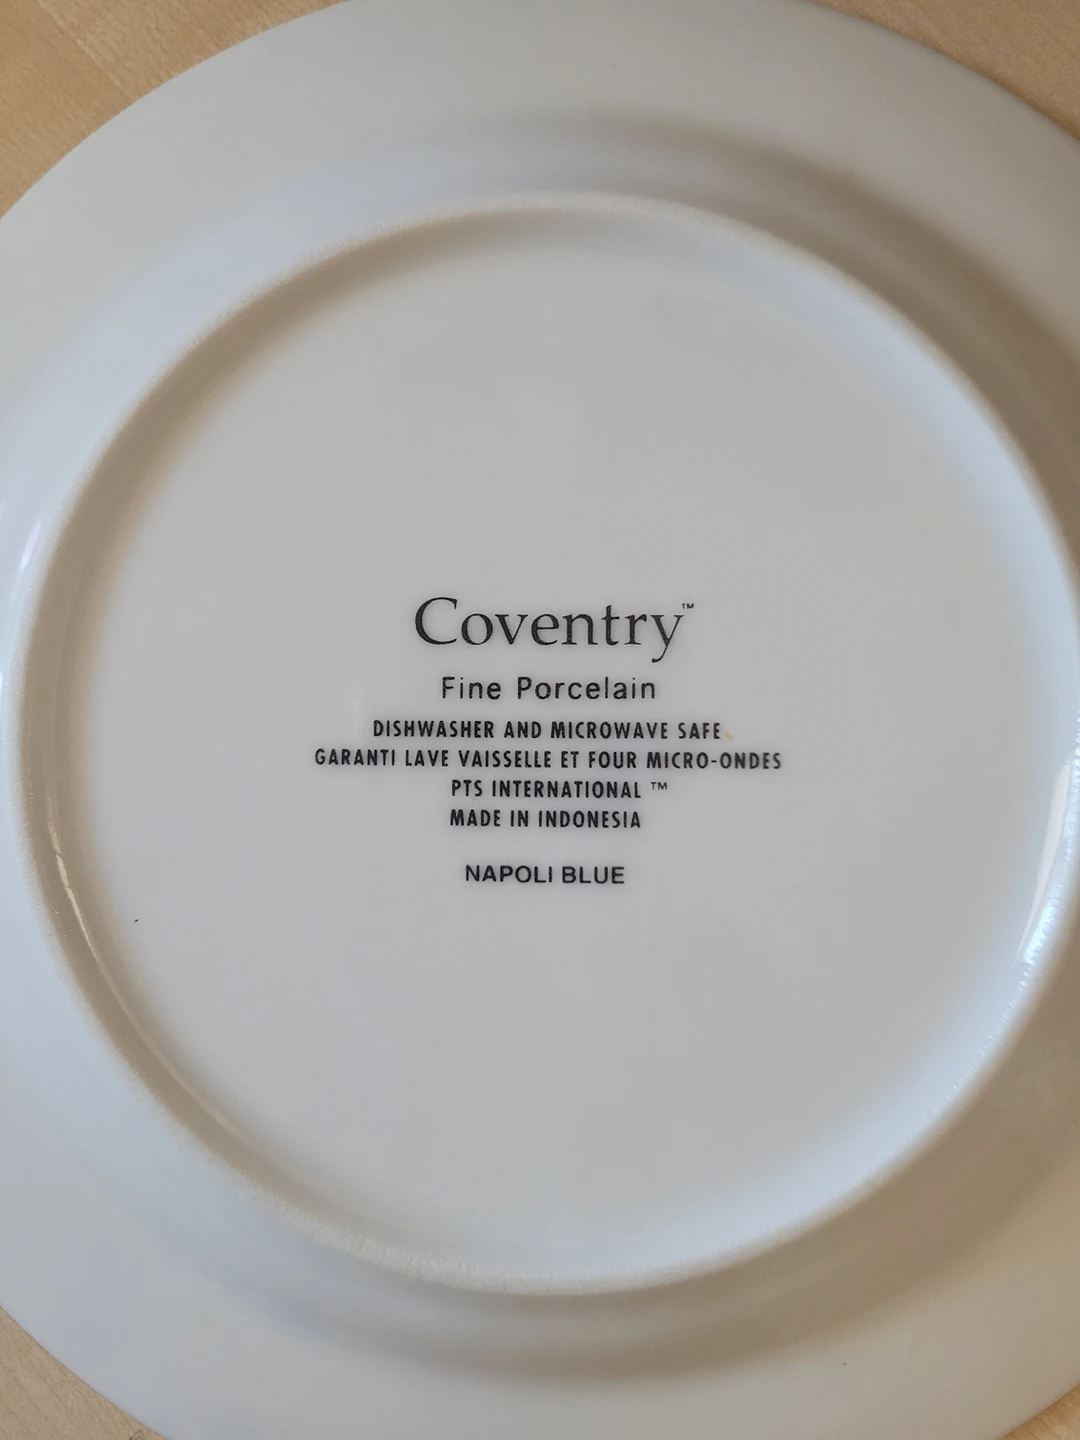 Coventry™
Fine Porcelain
DISHWASHER AND MICROWAVE SAFE
GARANTI LAVE VAISSELLE ET FOUR MICRO-ONDES
PTS INTERNATIONAL ™
MADE IN INDONESIA
NAPOLI BLUE